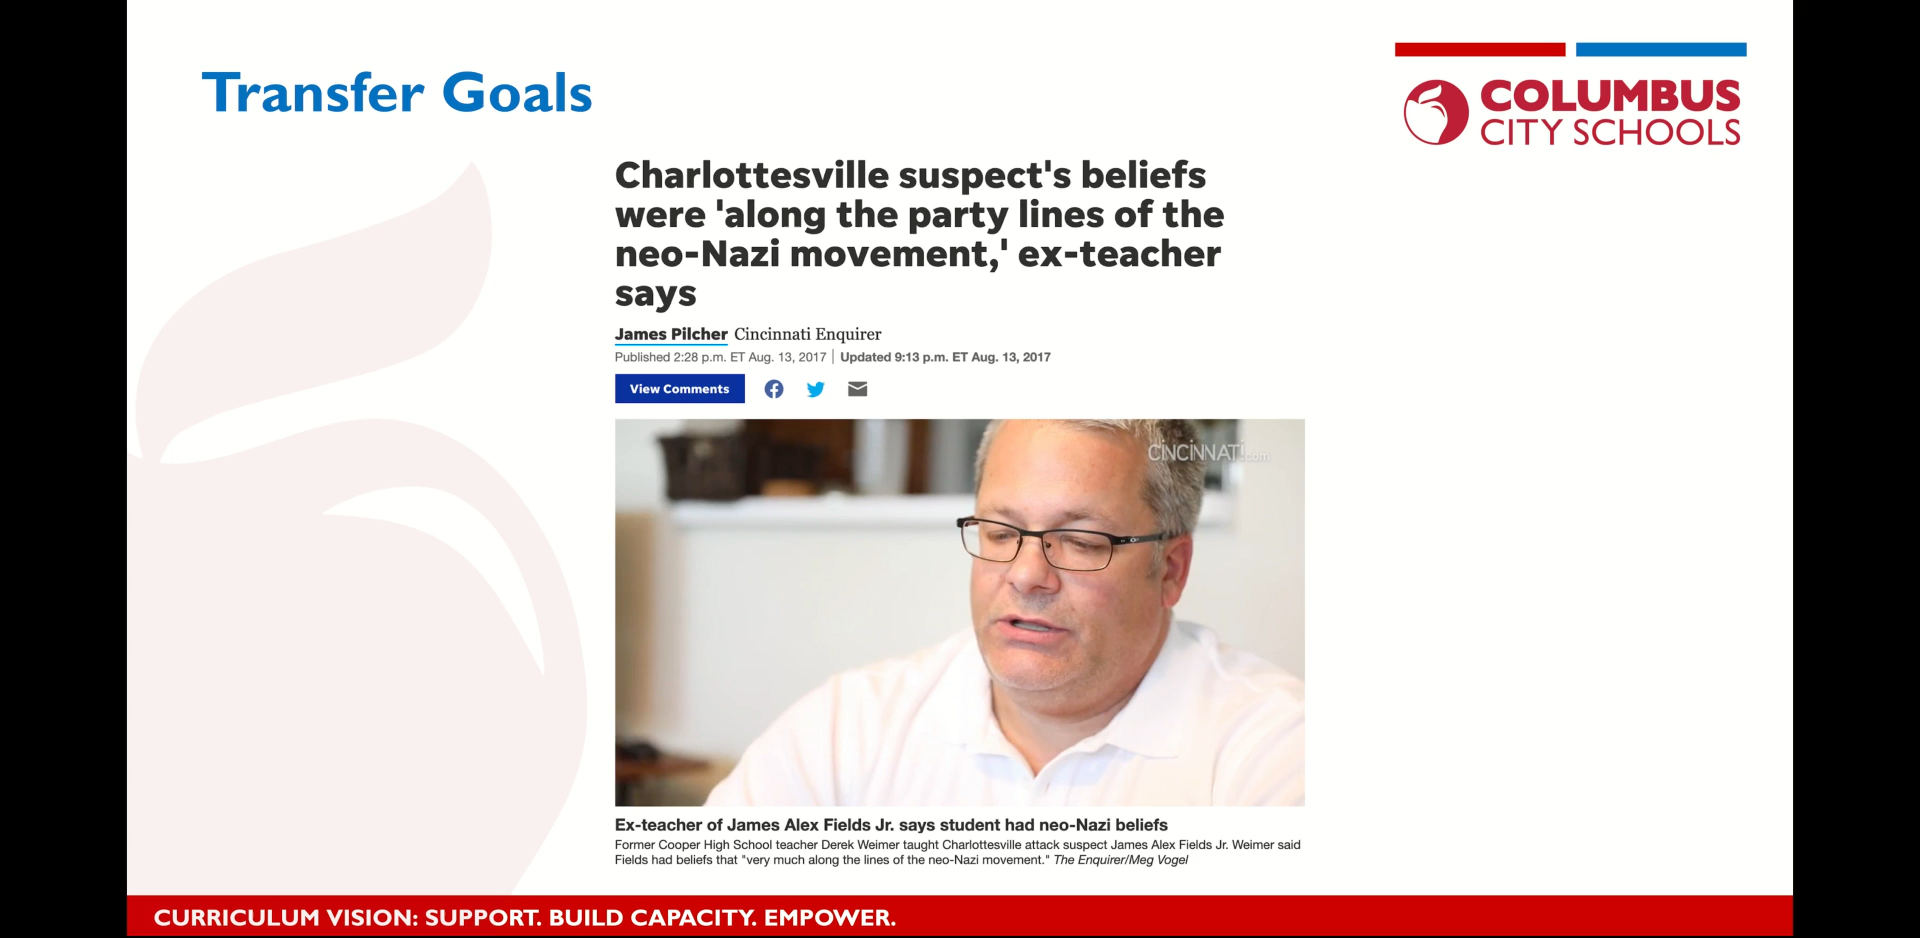 Transfer Goals
COLUMBUS
CITY SCHOOLS
Charlottesville suspect's beliefs
were 'along the party lines of the
neo-Nazi movement,' ex-teacher
says
James Pilcher Cincinnati Enquirer
Published 2:28 p.m. ET Aug. 13, 2017 | Updated 9:13 p.m. ET Aug. 13, 2017
View Comments
CINCINNATI.com
Ex-teacher of James Alex Fields Jr. says student had neo-Nazi beliefs
Former Cooper High School teacher Derek Weimer taught Charlottesville attack suspect James Alex Fields Jr. Weimer said
Fields had beliefs that "very much along the lines of the neo-Nazi movement." The Enquirer/Meg Vogel
CURRICULUM VISION: SUPPORT. BUILD CAPACITY. EMPOWER.